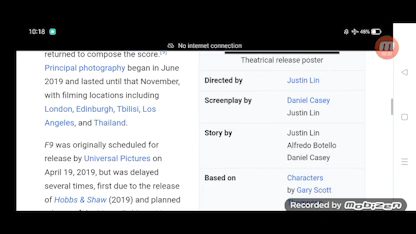 10:18
48%
No internet connection
returned to compose the score.
Principal photography began in June
2019 and lasted until that November,
with filming locations including
London, Edinburgh, Tbilisi, Los
Angeles, and Thailand.
F9 was originally scheduled for
release by Universal Pictures on
April 19, 2019, but was delayed
several times, first due to the release
of Hobbs & Shaw (2019) and planned
Theatrical release poster
Directed by Justin Lin
Screenplay by Daniel Casey
Justin Lin
Story by Justin Lin
Alfredo Botello
Daniel Casey
Based on Characters
by Gary Scott
Recorded by Mobizen